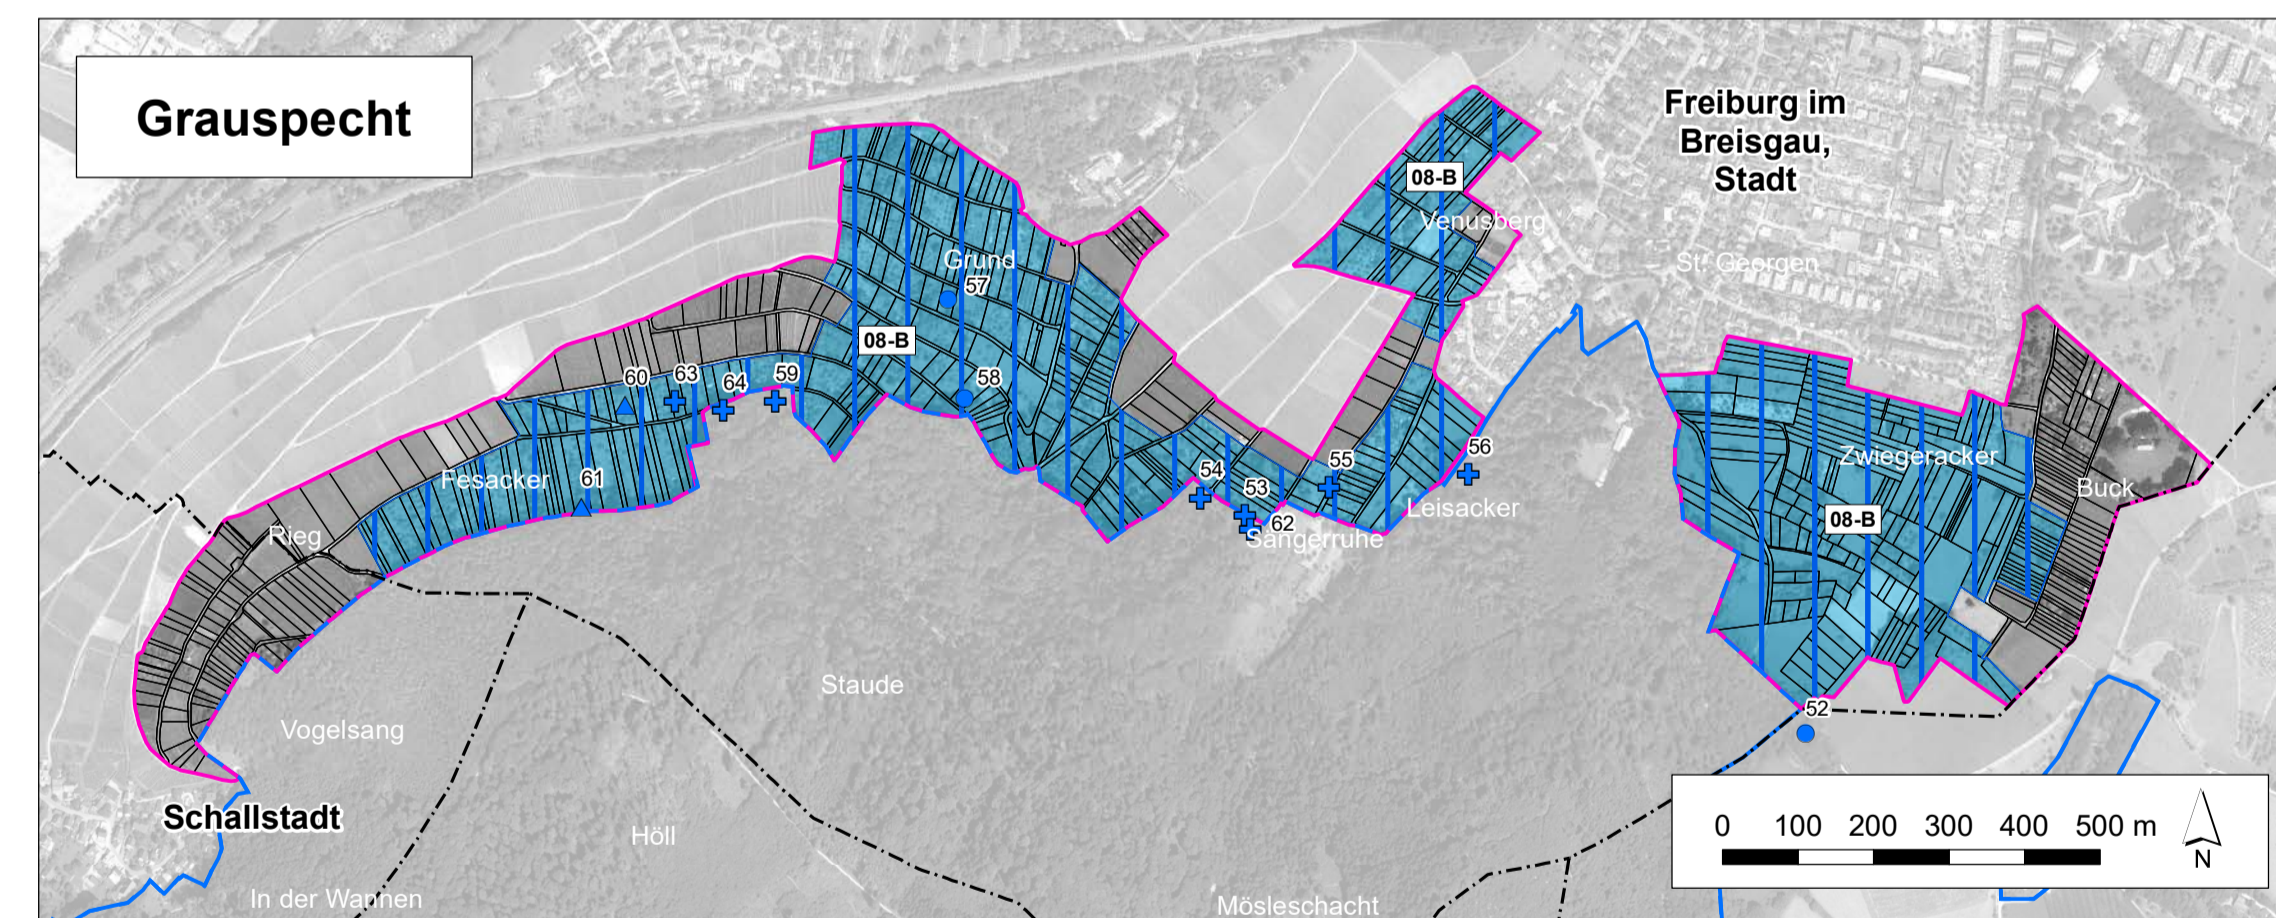 Grauspecht
Freiburg im
Breisgau,
Stadt
08-B
Venusberg
St. Georgen
Grund
57
08-B
60
63
64
59
58
Fesacker
61
54
53
62
55
56
Leisacker
Sängerruhe
Zwiegeracker
08-B
Buck
Rieg
52
Staude
Vogelsang
Schallstadt
Höll
In der Wannen
Mösleschacht
0 100 200 300 400 500 m
N